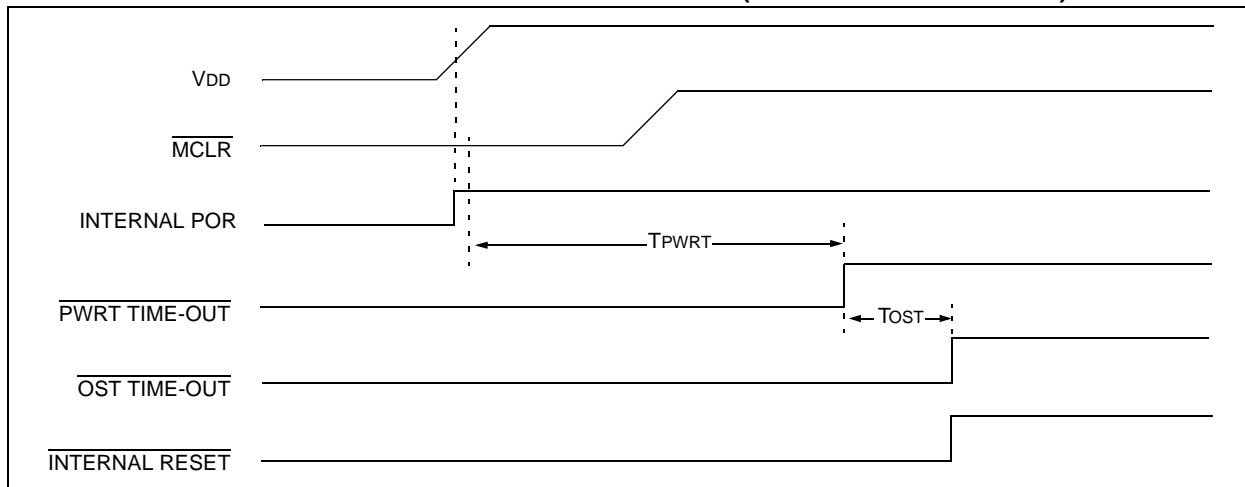 VDD
MCLR
INTERNAL POR
TPWRT
PWRT TIME-OUT
TOST
OST TIME-OUT
INTERNAL RESET